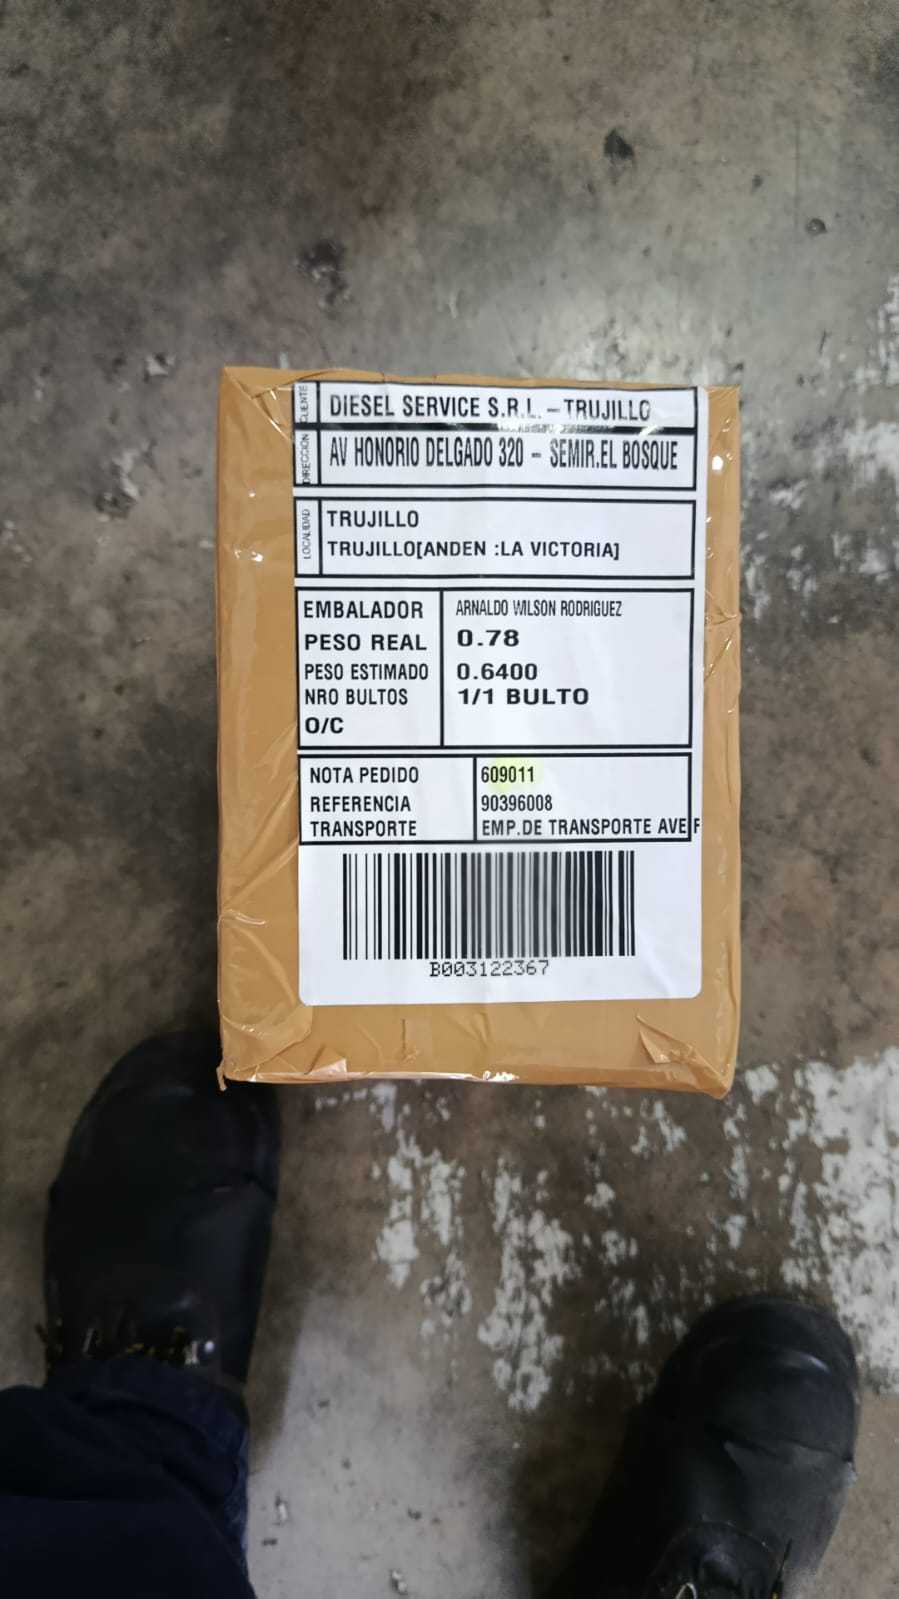 CLIENTE DIESEL SERVICE S.R.L. - TRUJILLO
DIRECCION AV HONORIO DELGADO 320 - SEMIR.EL BOSQUE
LOCALIDAD TRUJILLO
TRUJILLO[ANDEN :LA VICTORIA]
EMBALADOR ARNALDO WILSON RODRIGUEZ
PESO REAL 0.78
PESO ESTIMADO 0.6400
NRO BULTOS 1/1 BULTO
O/C
NOTA PEDIDO 609011
REFERENCIA 90396008
TRANSPORTE EMP.DE TRANSPORTE AVE F
B003122367